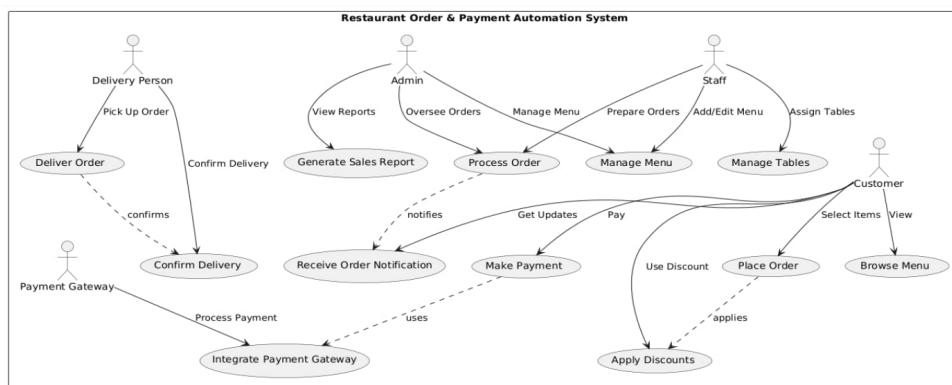 Restaurant Order & Payment Automation System
Delivery Person
Admin
Staff
Pick Up Order
View Reports
Oversee Orders
Manage Menu
Prepare Orders
Add/Edit Menu
Assign Tables
Deliver Order
Confirm Delivery
Generate Sales Report
Process Order
Manage Menu
Manage Tables
Customer
confirms
notifies
Get Updates
Pay
Select Items
View
Confirm Delivery
Receive Order Notification
Make Payment
Use Discount
Place Order
Browse Menu
Payment Gateway
Process Payment
uses
applies
Integrate Payment Gateway
Apply Discounts